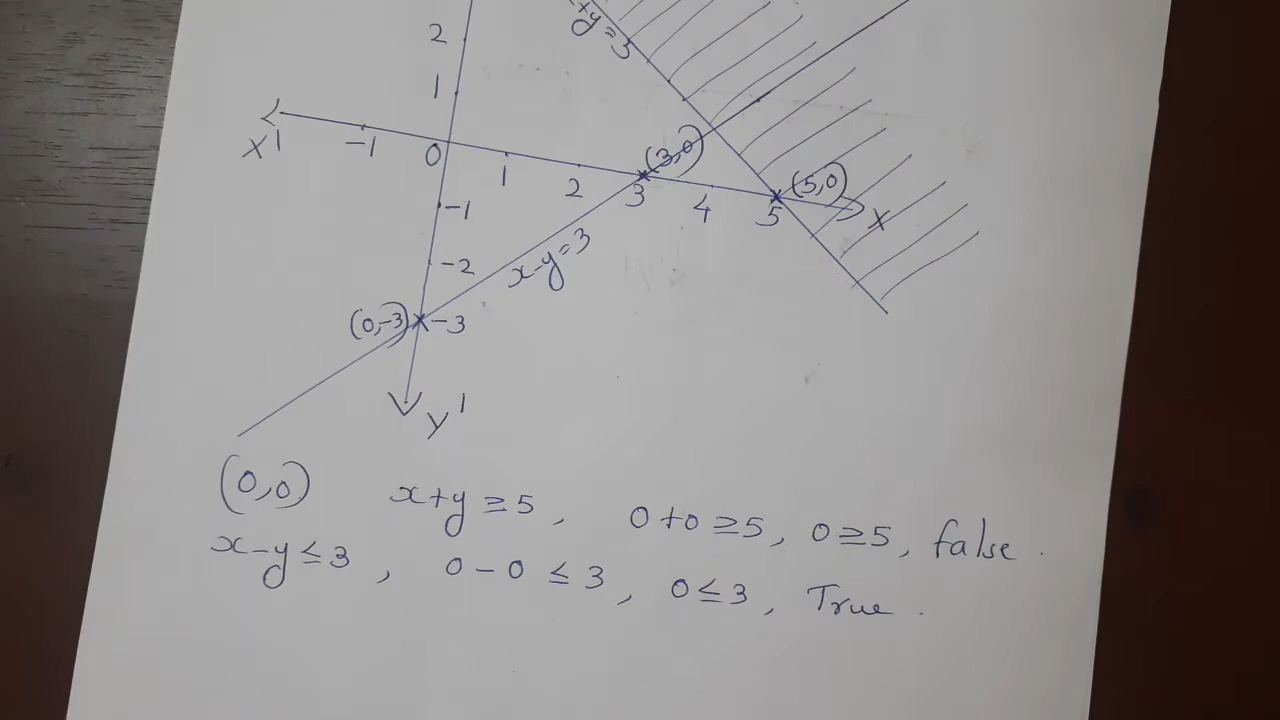 2
+y=3
1
X' -1 0 1 2 3 (3,0) 4 5 (5,0) X
-1
-2 x-y=3
(0,-3) -3
Y'
(0,0) x+y ≥ 5, 0+0 ≥ 5, 0 ≥ 5, false.
x-y ≤ 3, 0-0 ≤ 3, 0 ≤ 3, True.